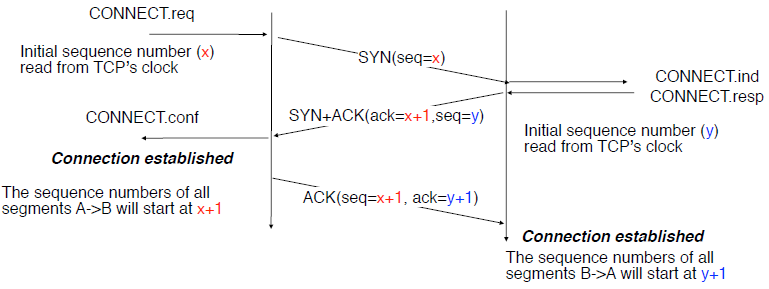 CONNECT.req
Initial sequence number (x)
read from TCP's clock
SYN(seq=x)
CONNECT.ind
CONNECT.resp
CONNECT.conf
SYN+ACK(ack=x+1,seq=y)
Initial sequence number (y)
read from TCP's clock
Connection established
The sequence numbers of all
segments A->B will start at x+1
ACK(seq=x+1, ack=y+1)
Connection established
The sequence numbers of all
segments B->A will start at y+1